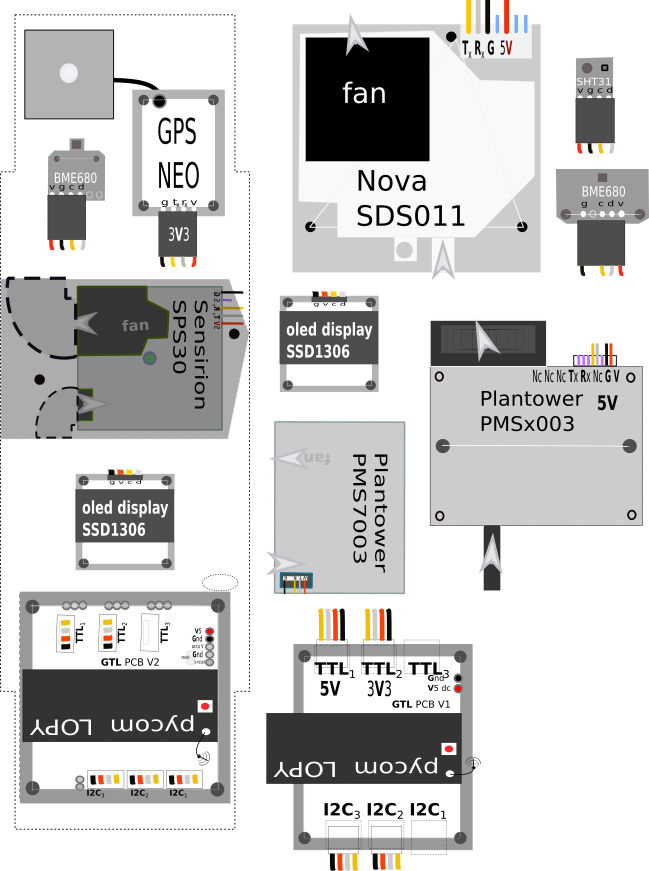 GPS
NEO
g t r v
3V3
BME680
v g c d
fan
Nova
SDS011
Tx Rx G 5V
SHT31
v g c d
BME680
g c d v
fan
Sensirion
SPS30
g v c d
oled display
SSD1306
Nc Nc Nc Tx Rx Nc G V
Plantower
PMSx003
5V
fan
Plantower
PMS7003
g v c d
oled display
SSD1306
TTL1
TTL2
TTL3
V5
Gnd
accu V
Gnd
GTL PCB V2
pycom
LOPY
I2C3
I2C2
I2C1
TTL1
TTL2
TTL3
5V
3V3
Gnd
V5 dc
GTL PCB V1
pycom
LOPY
I2C3
I2C2
I2C1